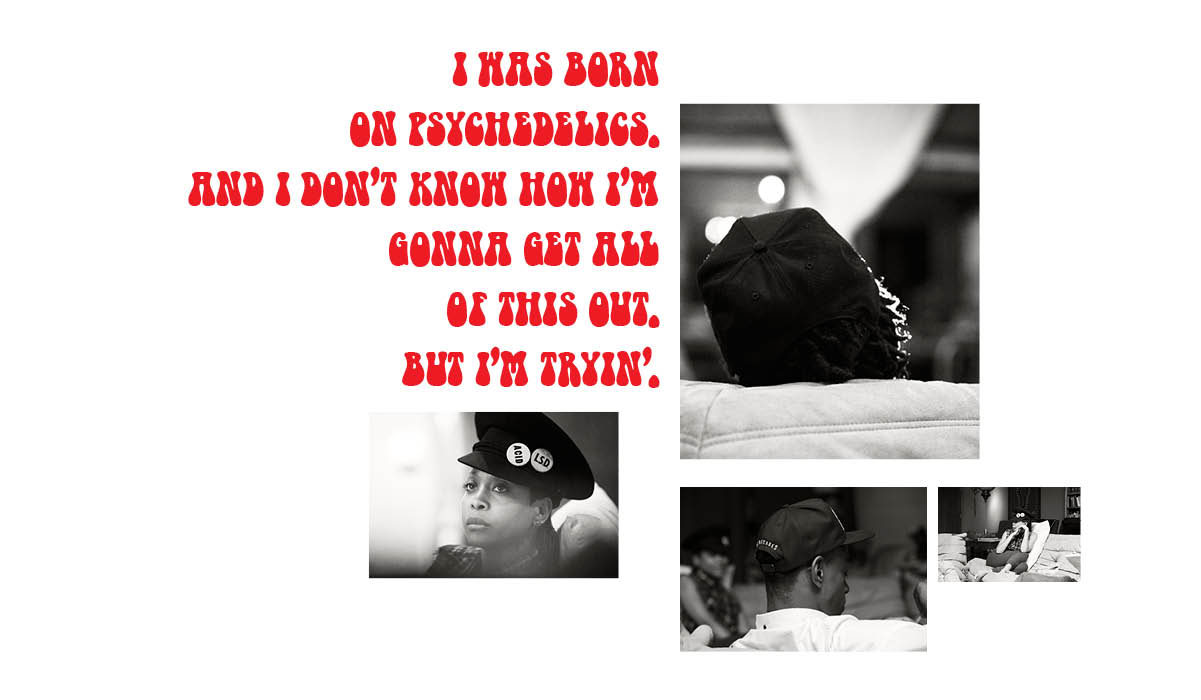 I WAS BORN
ON PSYCHEDELICS.
AND I DON'T KNOW HOW I'M
GONNA GET ALL
OF THIS OUT.
BUT I'M TRYIN'.
ACID
LSD